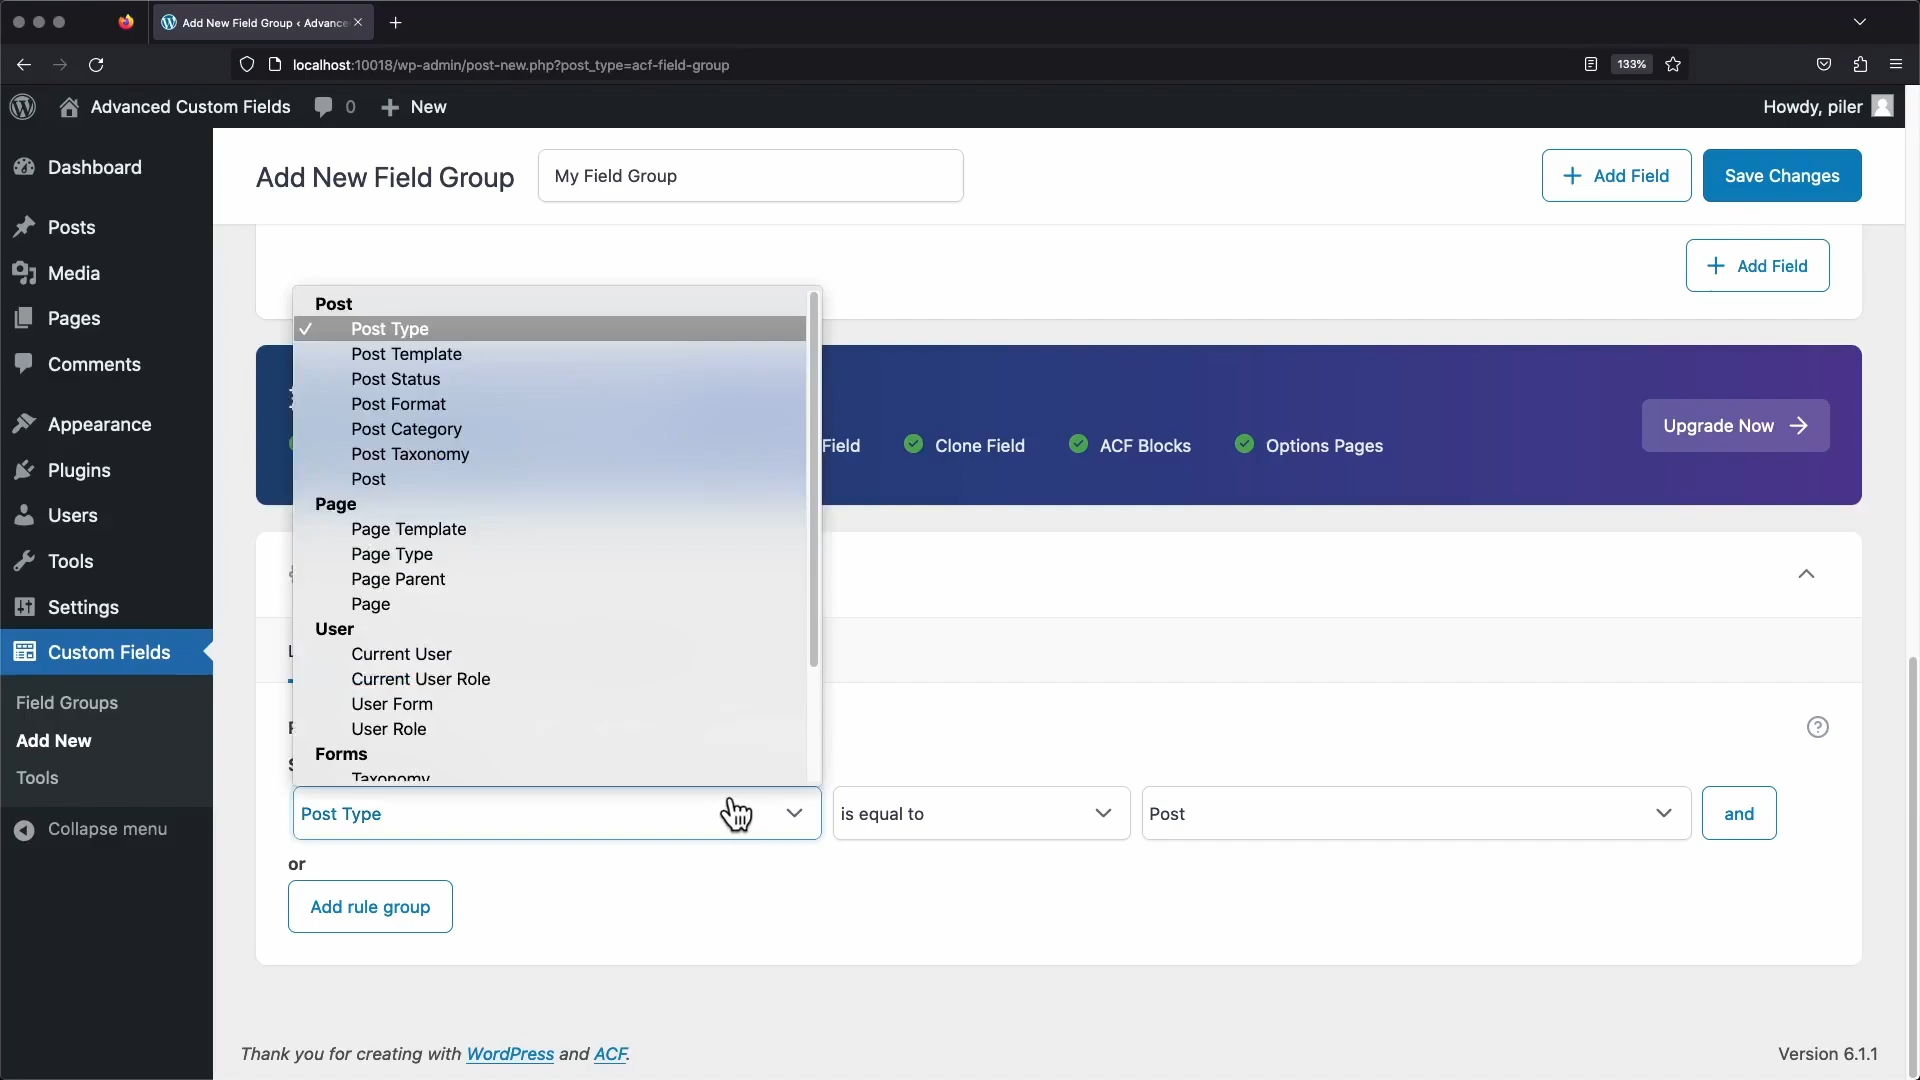 Add New Field Group ‹ Advance
localhost:10018/wp-admin/post-new.php?post_type=acf-field-group
133%
Advanced Custom Fields
0
New
Howdy, piler
Dashboard
Posts
Media
Pages
Comments
Appearance
Plugins
Users
Tools
Settings
Custom Fields
Field Groups
Add New
Tools
Collapse menu
Add New Field Group
My Field Group
Add Field
Save Changes
Add Field
Post
Post Type
Post Template
Post Status
Post Format
Post Category
Post Taxonomy
Post
Page
Page Template
Page Type
Page Parent
Page
User
Current User
Current User Role
User Form
User Role
Forms
Taxonomy
Field
Clone Field
ACF Blocks
Options Pages
Upgrade Now
Post Type
is equal to
Post
and
or
Add rule group
Thank you for creating with WordPress and ACF.
Version 6.1.1